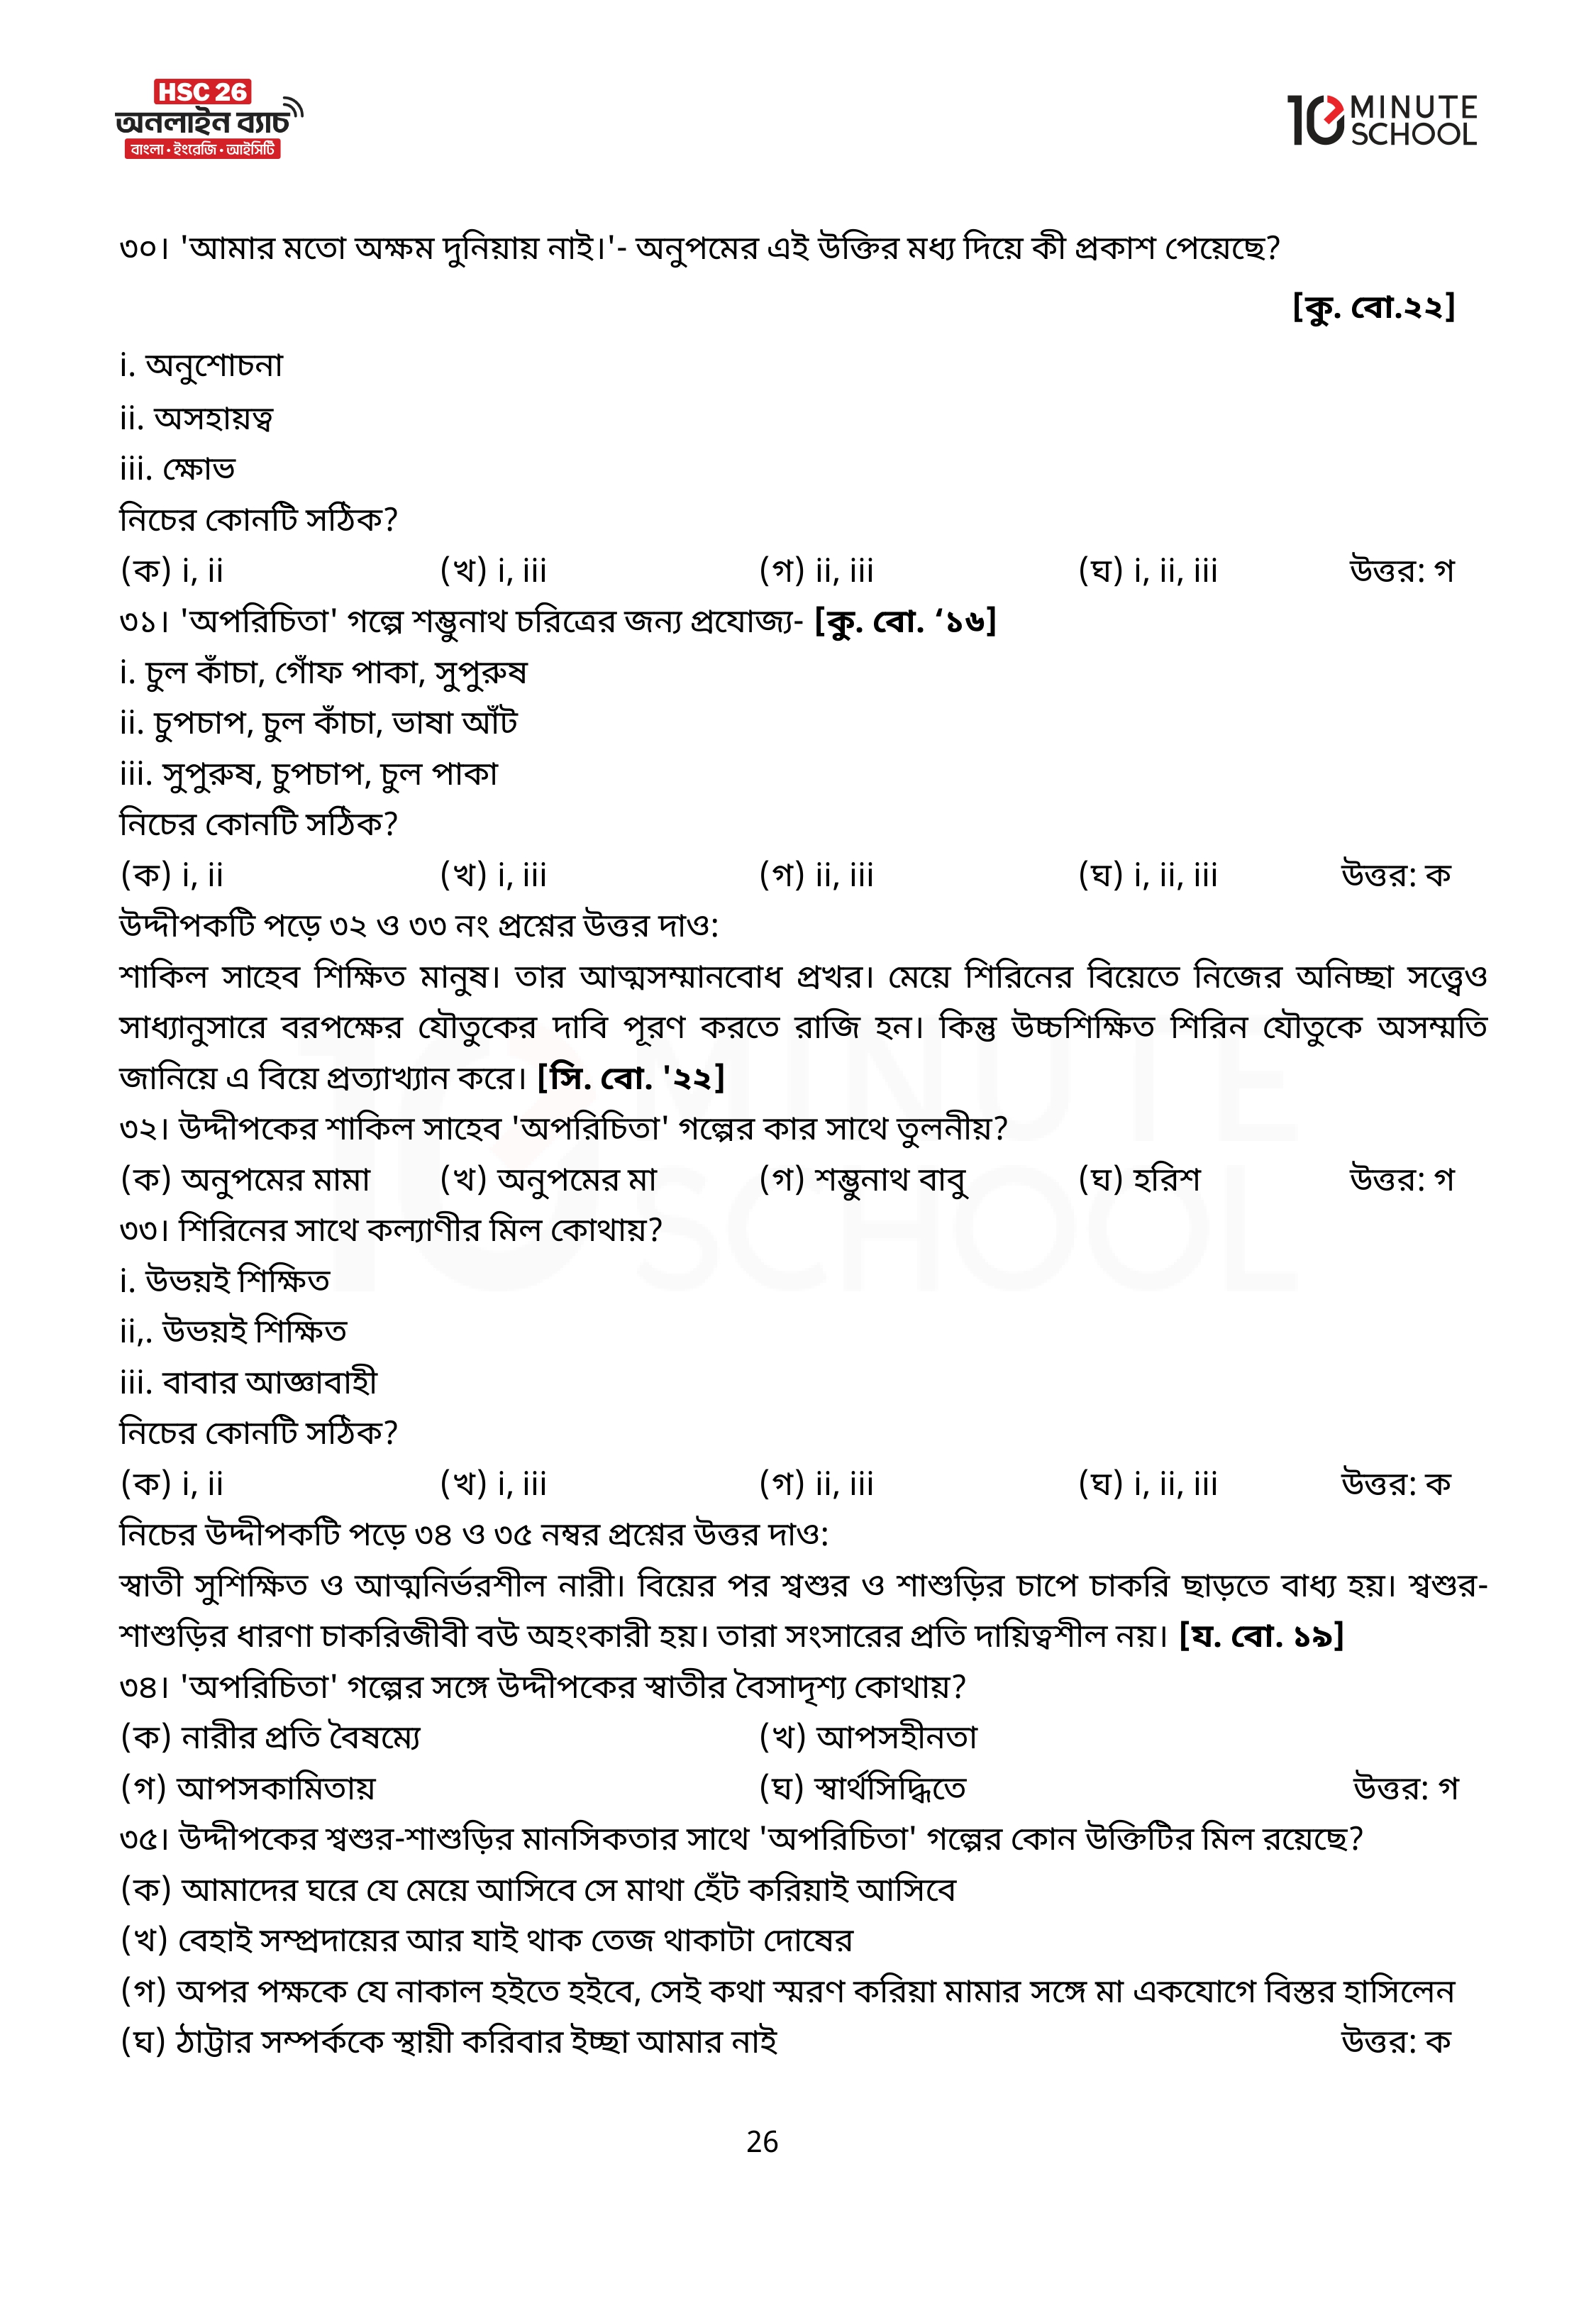 HSC 26
অনলাইন ব্যাচ
বাংলা • ইংরেজি • আইসিটি
10 MINUTE SCHOOL
৩০। 'আমার মতো অক্ষম দুনিয়ায় নাই।'- অনুপমের এই উক্তির মধ্য দিয়ে কী প্রকাশ পেয়েছে?
[কু. বো.২২]
i. অনুশোচনা
ii. অসহায়ত্ব
iii. ক্ষোভ
নিচের কোনটি সঠিক?
(ক) i, ii (খ) i, iii (গ) ii, iii (ঘ) i, ii, iii উত্তর: গ
৩১। 'অপরিচিতা' গল্পে শম্ভুনাথ চরিত্রের জন্য প্রযোজ্য- [কু. বো. ‘১৬]
i. চুল কাঁচা, গোঁফ পাকা, সুপুরুষ
ii. চুপচাপ, চুল কাঁচা, ভাষা আঁট
iii. সুপুরুষ, চুপচাপ, চুল পাকা
নিচের কোনটি সঠিক?
(ক) i, ii (খ) i, iii (গ) ii, iii (ঘ) i, ii, iii উত্তর: ক
উদ্দীপকটি পড়ে ৩২ ও ৩৩ নং প্রশ্নের উত্তর দাও:
শাকিল সাহেব শিক্ষিত মানুষ। তার আত্মসম্মানবোধ প্রখর। মেয়ে শিরিনের বিয়েতে নিজের অনিচ্ছা সত্ত্বেও
সাধ্যানুসারে বরপক্ষের যৌতুকের দাবি পূরণ করতে রাজি হন। কিন্তু উচ্চশিক্ষিত শিরিন যৌতুকে অসম্মতি
জানিয়ে এ বিয়ে প্রত্যাখ্যান করে। [সি. বো. '২২]
৩২। উদ্দীপকের শাকিল সাহেব 'অপরিচিতা' গল্পের কার সাথে তুলনীয়?
(ক) অনুপমের মামা (খ) অনুপমের মা (গ) শম্ভুনাথ বাবু (ঘ) হরিশ উত্তর: গ
৩৩। শিরিনের সাথে কল্যাণীর মিল কোথায়?
i. উভয়ই শিক্ষিত
ii,. উভয়ই শিক্ষিত
iii. বাবার আজ্ঞাবাহী
নিচের কোনটি সঠিক?
(ক) i, ii (খ) i, iii (গ) ii, iii (ঘ) i, ii, iii উত্তর: ক
নিচের উদ্দীপকটি পড়ে ৩৪ ও ৩৫ নম্বর প্রশ্নের উত্তর দাও:
স্বাতী সুশিক্ষিত ও আত্মনির্ভরশীল নারী। বিয়ের পর শ্বশুর ও শাশুড়ির চাপে চাকরি ছাড়তে বাধ্য হয়। শ্বশুর-
শাশুড়ির ধারণা চাকরিজীবী বউ অহংকারী হয়। তারা সংসারের প্রতি দায়িত্বশীল নয়। [য. বো. ১৯]
৩৪। 'অপরিচিতা' গল্পের সঙ্গে উদ্দীপকের স্বাতীর বৈসাদৃশ্য কোথায়?
(ক) নারীর প্রতি বৈষম্যে (খ) আপসহীনতা
(গ) আপসকামিতায় (ঘ) স্বার্থসিদ্ধিতে উত্তর: গ
৩৫। উদ্দীপকের শ্বশুর-শাশুড়ির মানসিকতার সাথে 'অপরিচিতা' গল্পের কোন উক্তিটির মিল রয়েছে?
(ক) আমাদের ঘরে যে মেয়ে আসিবে সে মাথা হেঁট করিয়াই আসিবে
(খ) বেহাই সম্প্রদায়ের আর যাই থাক তেজ থাকাটা দোষের
(গ) অপর পক্ষকে যে নাকাল হইতে হইবে, সেই কথা স্মরণ করিয়া মামার সঙ্গে মা একযোগে বিস্তর হাসিলেন
(ঘ) ঠাট্টার সম্পর্ককে স্থায়ী করিবার ইচ্ছা আমার নাই উত্তর: ক
26